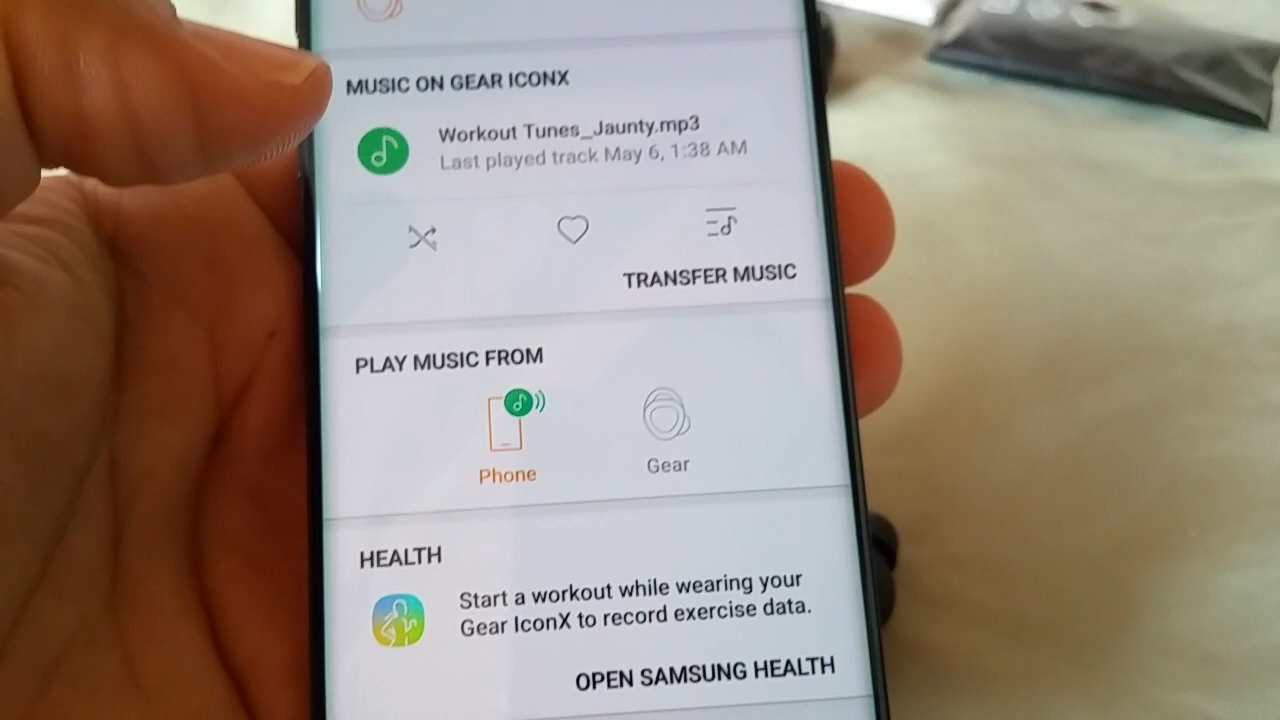 MUSIC ON GEAR ICONX
Workout Tunes_Jaunty.mp3
Last played track May 6, 1:38 AM
TRANSFER MUSIC
PLAY MUSIC FROM
Phone
Gear
HEALTH
Start a workout while wearing your
Gear IconX to record exercise data.
OPEN SAMSUNG HEALTH